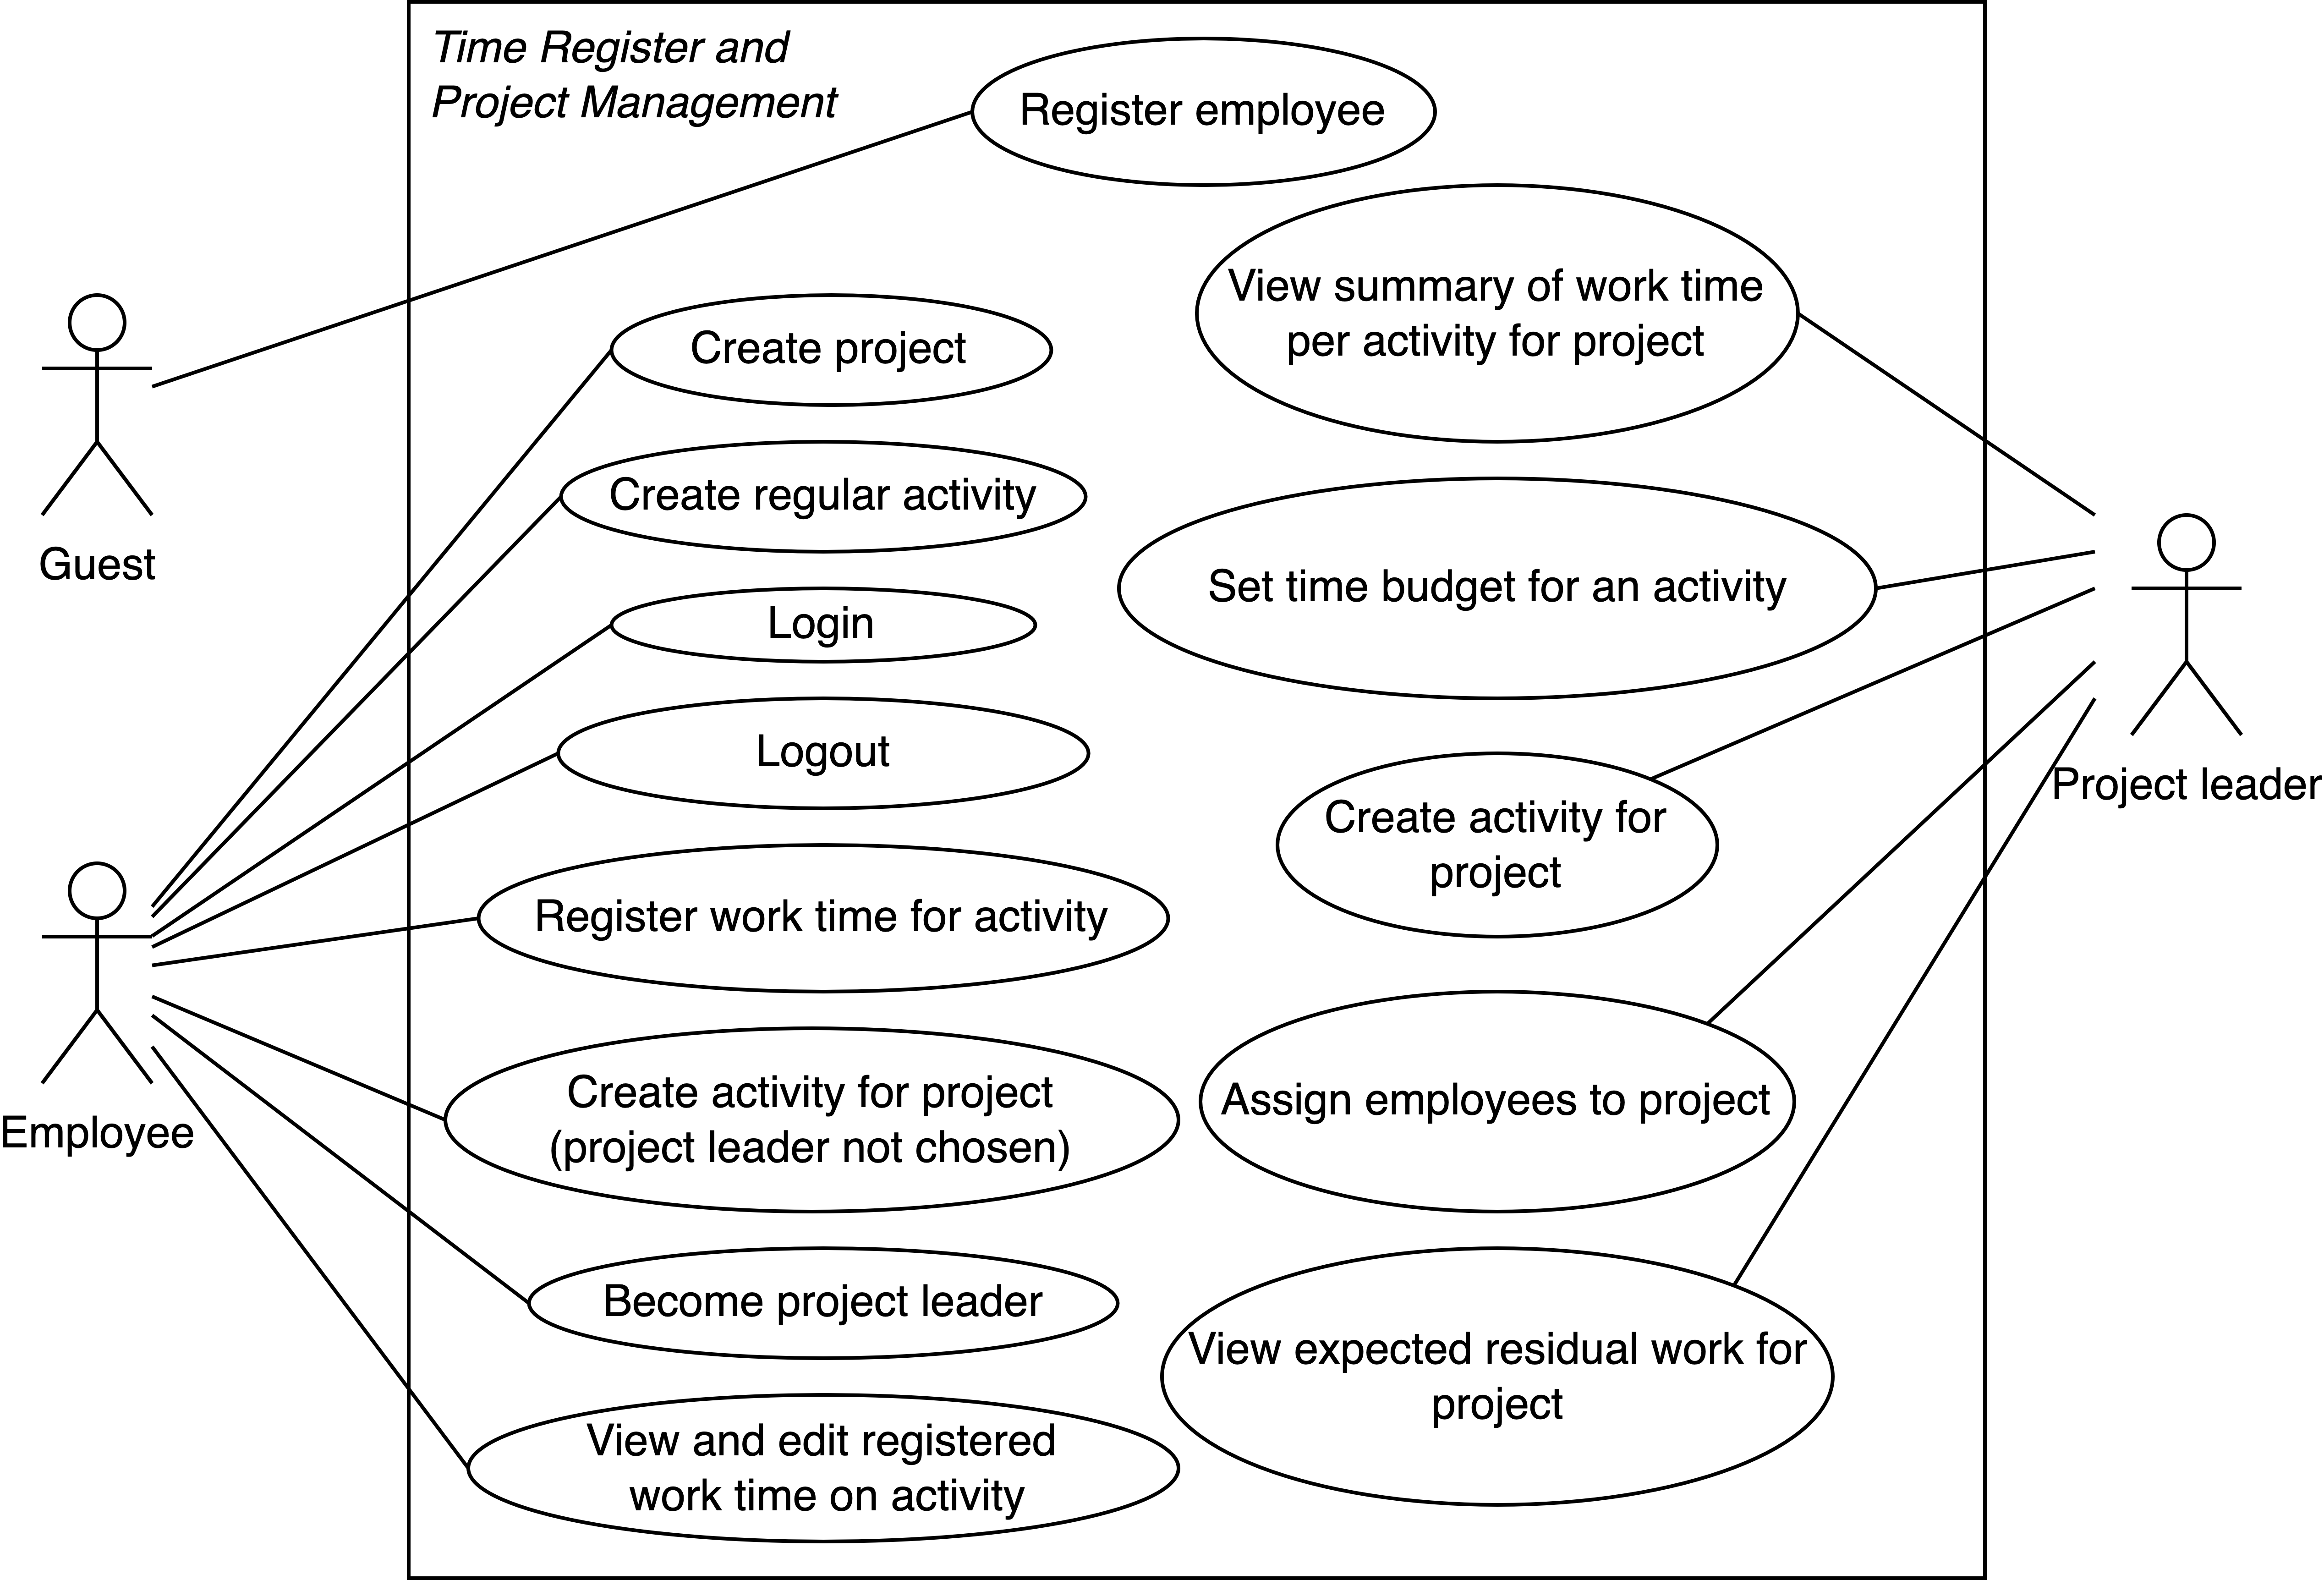 Time Register and
Project Management
Register employee
View summary of work time
per activity for project
Create project
Create regular activity
Guest
Set time budget for an activity
Login
Logout
Project leader
Create activity for
project
Register work time for activity
Employee
Create activity for project
(project leader not chosen)
Assign employees to project
Become project leader
View expected residual work for
project
View and edit registered
work time on activity